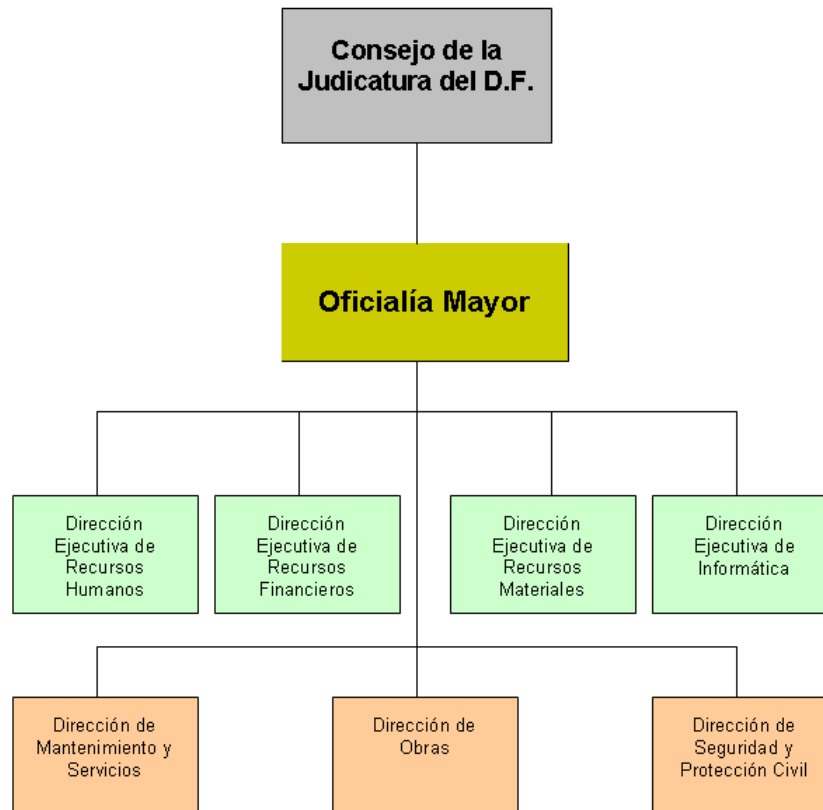 Consejo de la
Judicatura del D.F.
Oficialía Mayor
Dirección
Ejecutiva de
Recursos
Humanos
Dirección
Ejecutiva de
Recursos
Financieros
Dirección
Ejecutiva de
Recursos
Materiales
Dirección
Ejecutiva de
Informática
Dirección de
Mantenimiento y
Servicios
Dirección de
Obras
Dirección de
Seguridad y
Protección Civil